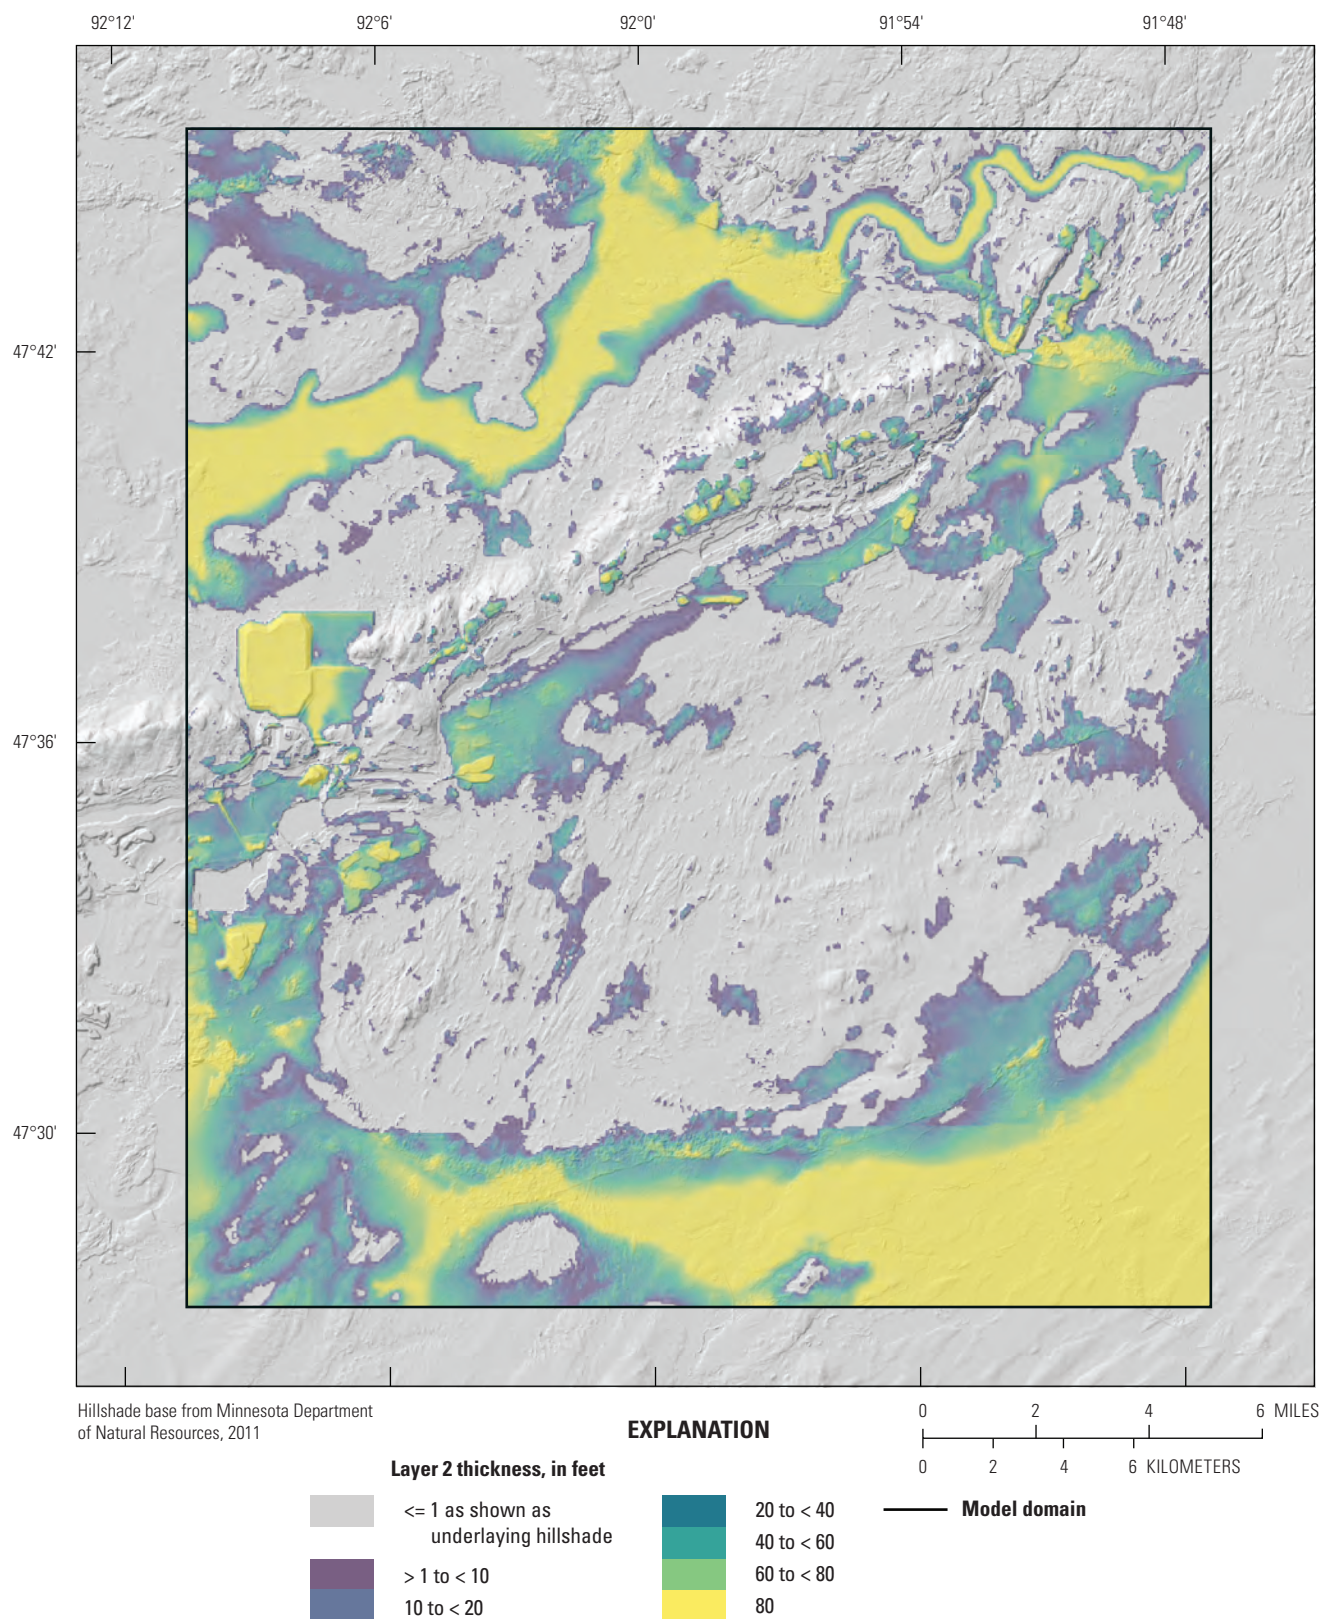 92°12' 92°6' 92°0' 91°54' 91°48'
47°42'
47°36'
47°30'
Hillshade base from Minnesota Department
of Natural Resources, 2011
EXPLANATION
0 2 4 6 MILES
0 2 4 6 KILOMETERS
Layer 2 thickness, in feet
<= 1 as shown as
underlaying hillshade
> 1 to < 10
10 to < 20
20 to < 40
40 to < 60
60 to < 80
80
Model domain